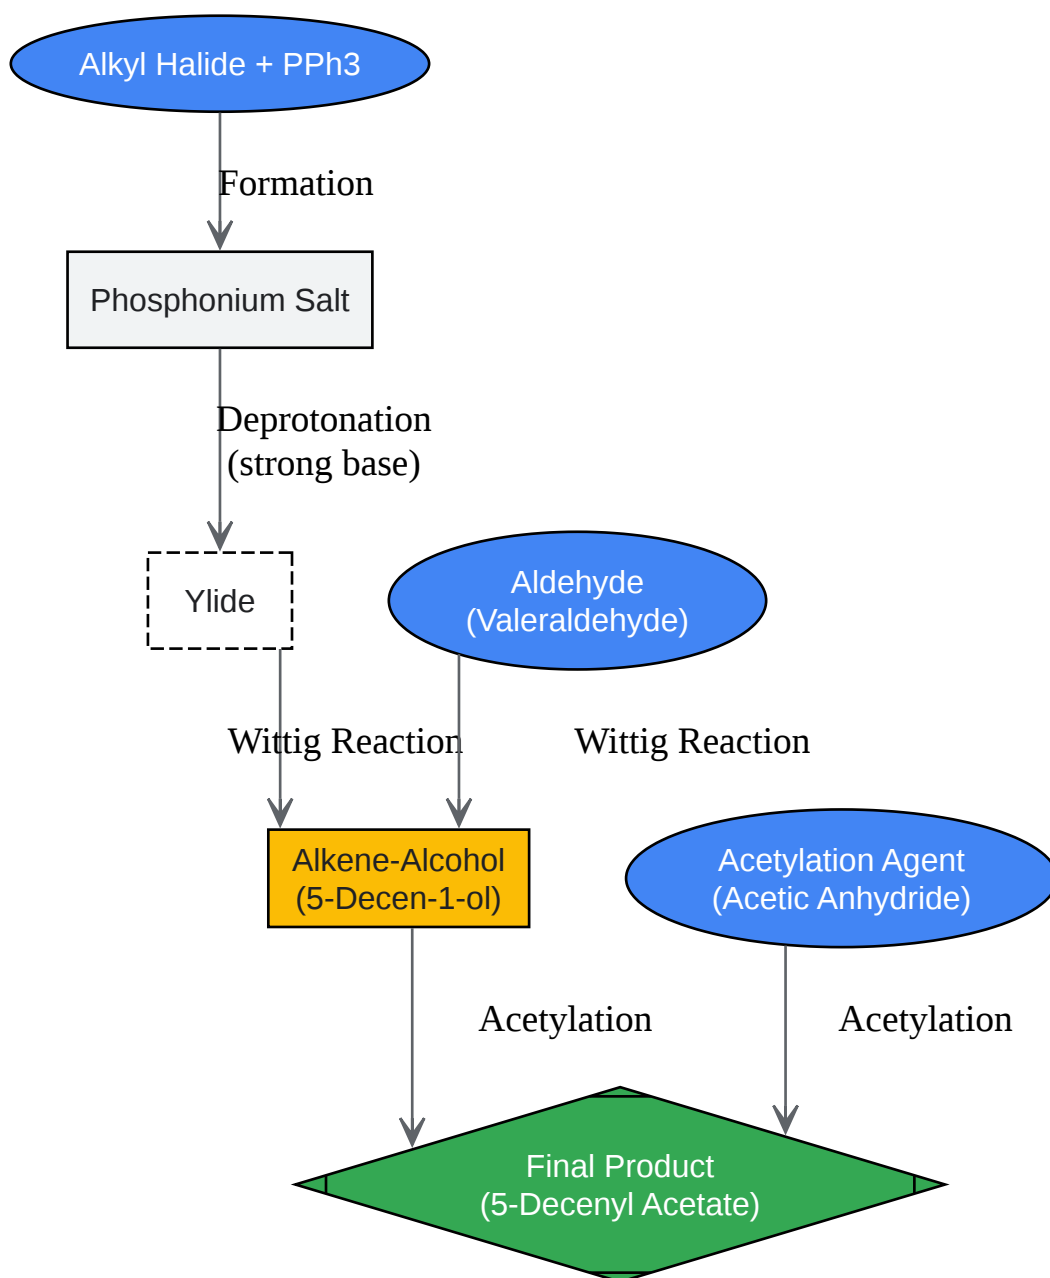 Alkyl Halide + PPh3
Formation
Phosphonium Salt
Deprotonation
(strong base)
Ylide
Aldehyde
(Valeraldehyde)
Wittig Reaction
Wittig Reaction
Alkene-Alcohol
(5-Decen-1-ol)
Acetylation Agent
(Acetic Anhydride)
Acetylation
Acetylation
Final Product
(5-Decenyl Acetate)